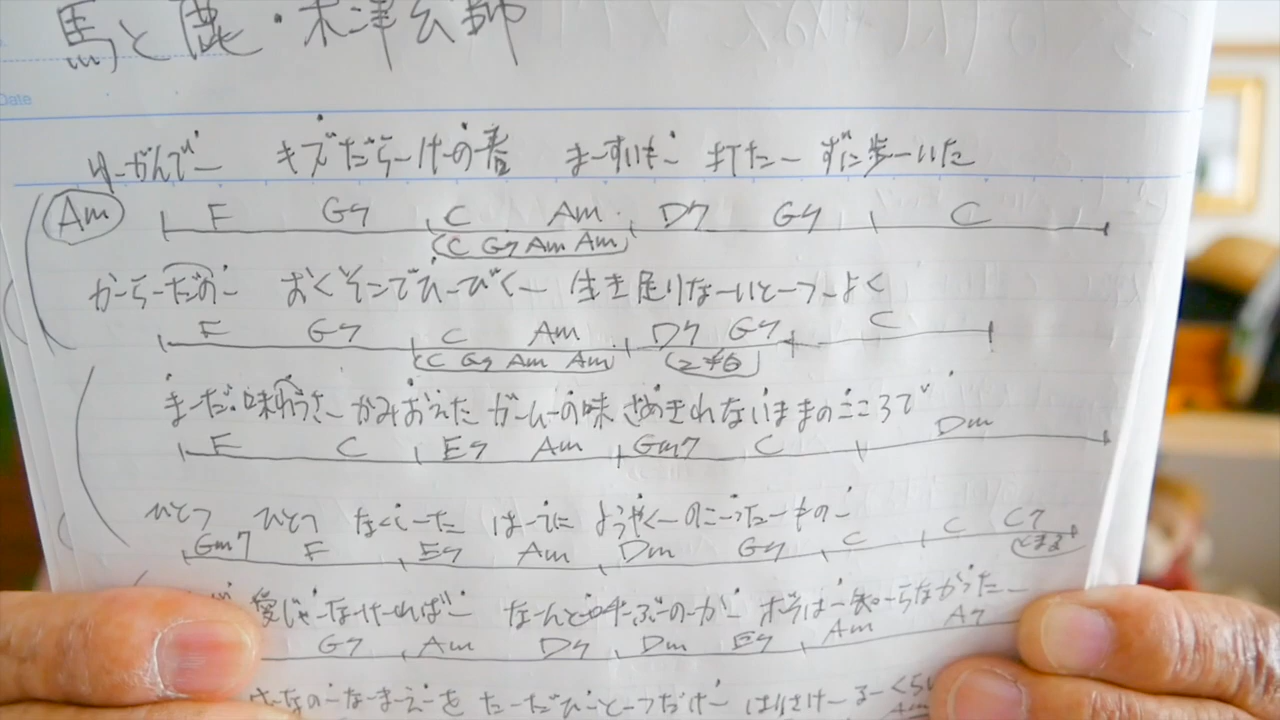 馬と鹿・米津玄師
Date
ゆーがんでー キズだらーけーの春 まーすいもー 打たーずに歩ーいた
Am F G7 C Am D7 G7 C
(C G7 Am Am)
かーらーだのー おくそこでひーびくー 生き足りなーいとーつーよく
F G7 C Am D7 G7 C
(C G7 Am Am)
まーだ味わうさー かみおえた ガームーの味 さめきれないままのこころで
F C E7 Am Gm7 C Dm
ひとつ ひとつ なくしーた はーてに ようやくーのこーったーものー
Gm7 F E7 Am Dm G7 C C C7
とまる
愛じゃーなーけーればー なーんとよーぶのーかー ボクはー知ーらなかったー
G7 Am D7 Dm E7 Am A7
さーなのーなーまーえーを たーだひーとーつだけー はりさけーるーくらい
Am